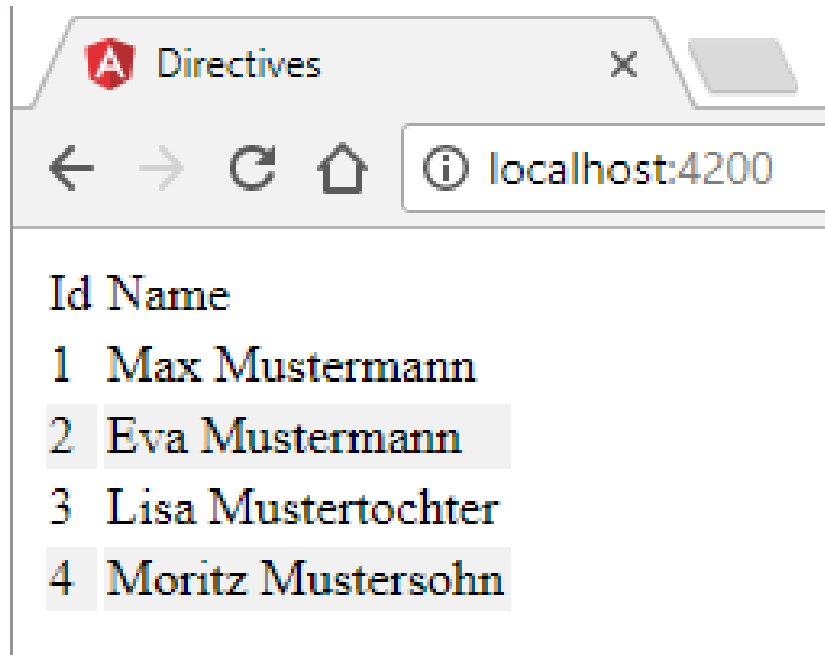 Directives
localhost:4200
Id Name
1 Max Mustermann
2 Eva Mustermann
3 Lisa Mustertochter
4 Moritz Mustersohn